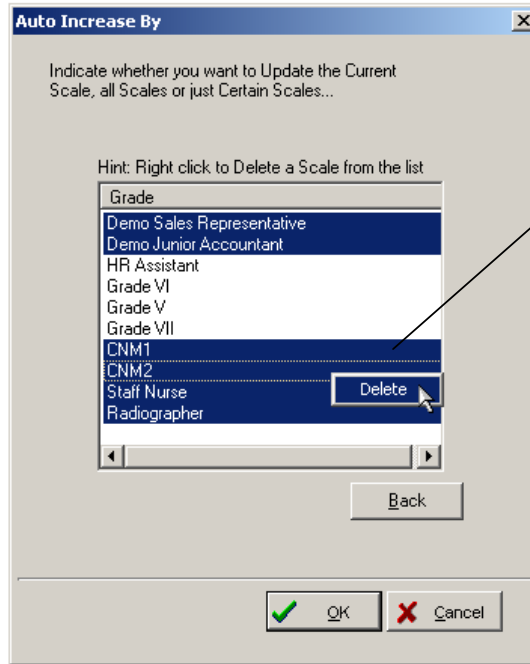 Auto Increase By
Indicate whether you want to Update the Current
Scale, all Scales or just Certain Scales...
Hint: Right click to Delete a Scale from the list
Grade
Demo Sales Representative
Demo Junior Accountant
HR Assistant
Grade VI
Grade V
Grade VII
CNM1
CNM2
Staff Nurse
Delete
Radiographer
Back
OK
Cancel